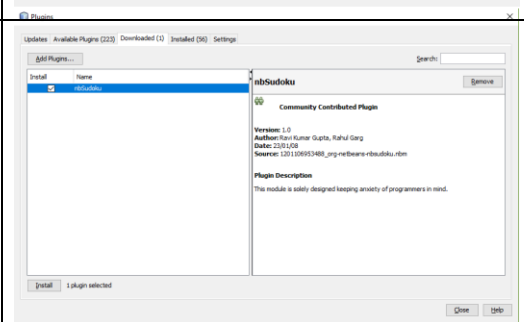 Plugins
Updates Available Plugins (223) Downloaded (1) Installed (56) Settings
Add Plugins... Search:
Install Name
nbSudoku
nbSudoku Remove
Community Contributed Plugin
Version: 1.0
Author: Ravi Kumar Gupta, Rahul Garg
Date: 23/01/08
Source: 1201106953488_org-netbeans-nbsudoku.nbm
Plugin Description
This module is solely designed keeping anxiety of programmers in mind.
Install 1 plugin selected
Close Help